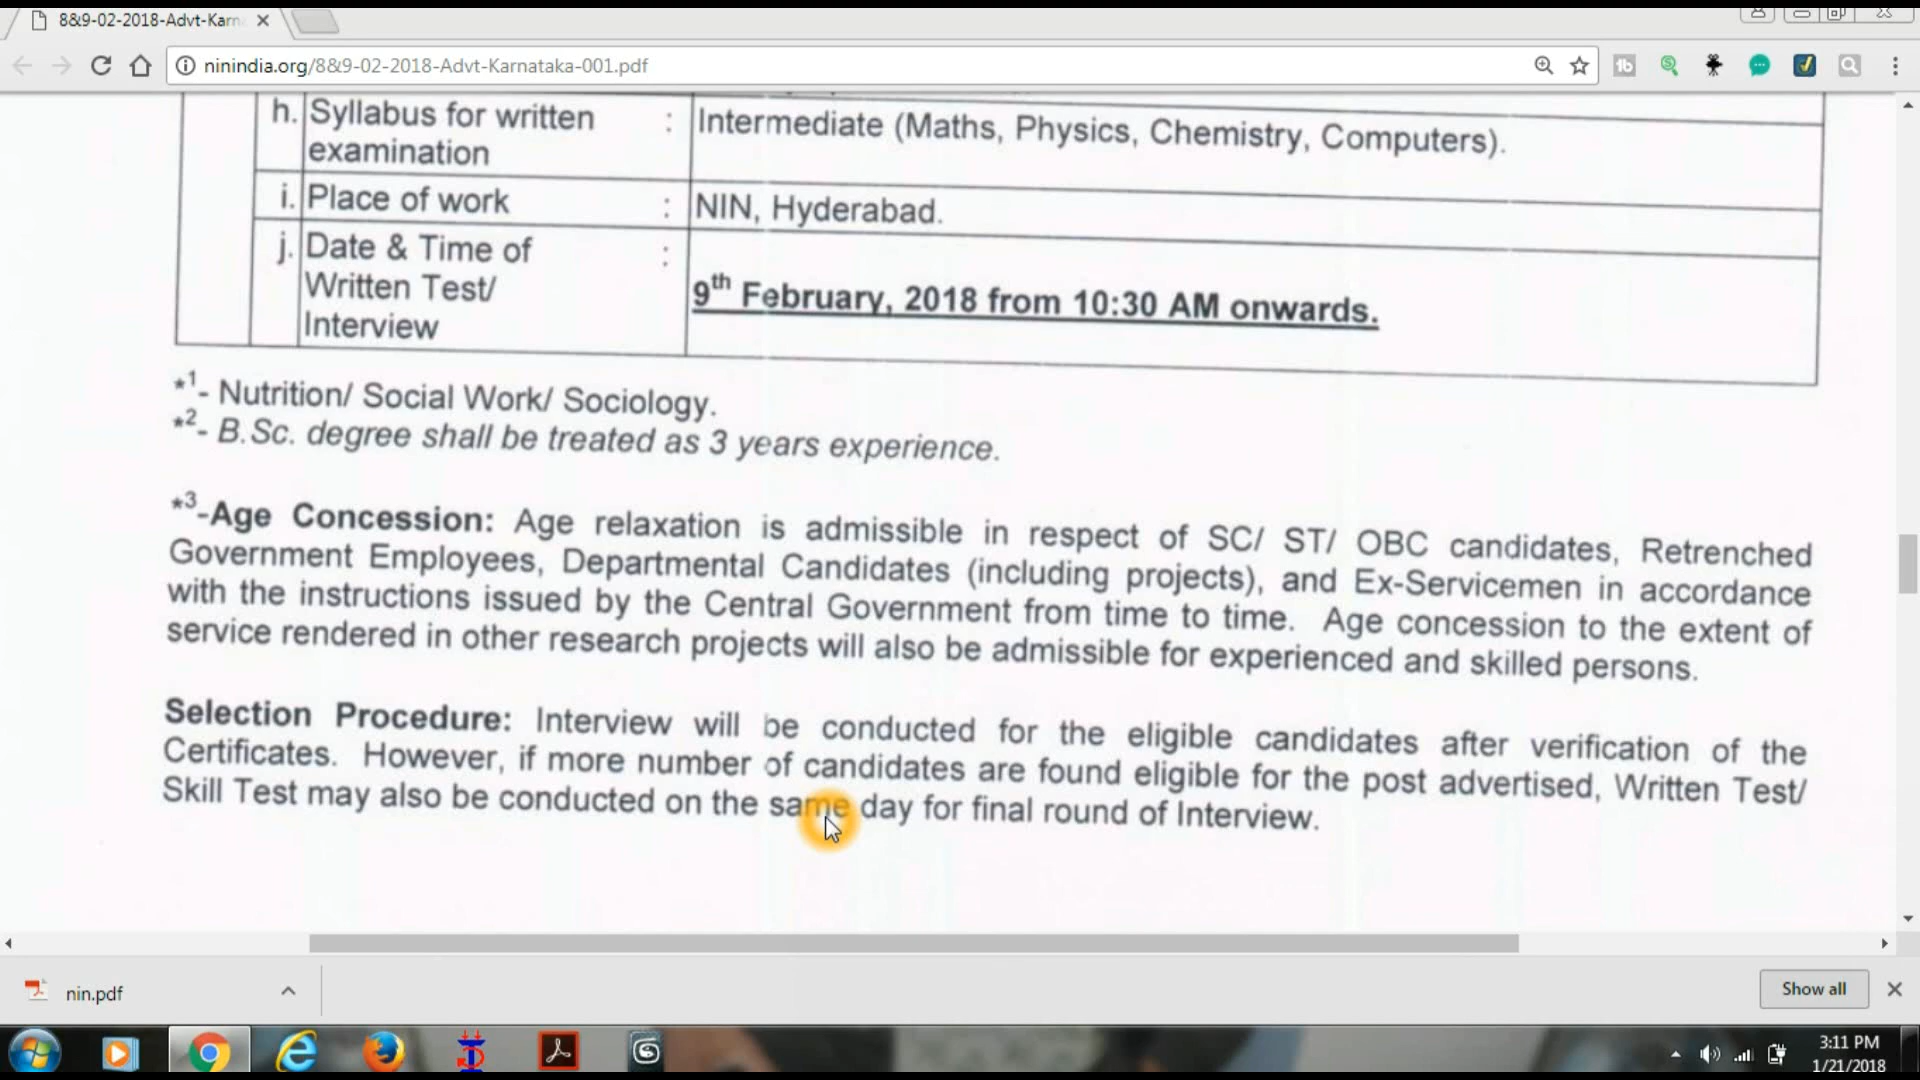 8&9-02-2018-Advt-Karn
ninindia.org/8&9-02-2018-Advt-Karnataka-001.pdf
h. Syllabus for written examination : Intermediate (Maths, Physics, Chemistry, Computers).
i. Place of work : NIN, Hyderabad.
j. Date & Time of Written Test/ Interview : 9th February, 2018 from 10:30 AM onwards.
*1- Nutrition/ Social Work/ Sociology.
*2- B.Sc. degree shall be treated as 3 years experience.
*3-Age Concession: Age relaxation is admissible in respect of SC/ ST/ OBC candidates, Retrenched
Government Employees, Departmental Candidates (including projects), and Ex-Servicemen in accordance
with the instructions issued by the Central Government from time to time. Age concession to the extent of
service rendered in other research projects will also be admissible for experienced and skilled persons.
Selection Procedure: Interview will be conducted for the eligible candidates after verification of the
Certificates. However, if more number of candidates are found eligible for the post advertised, Written Test/
Skill Test may also be conducted on the same day for final round of Interview.
nin.pdf
Show all
3:11 PM
1/21/2018